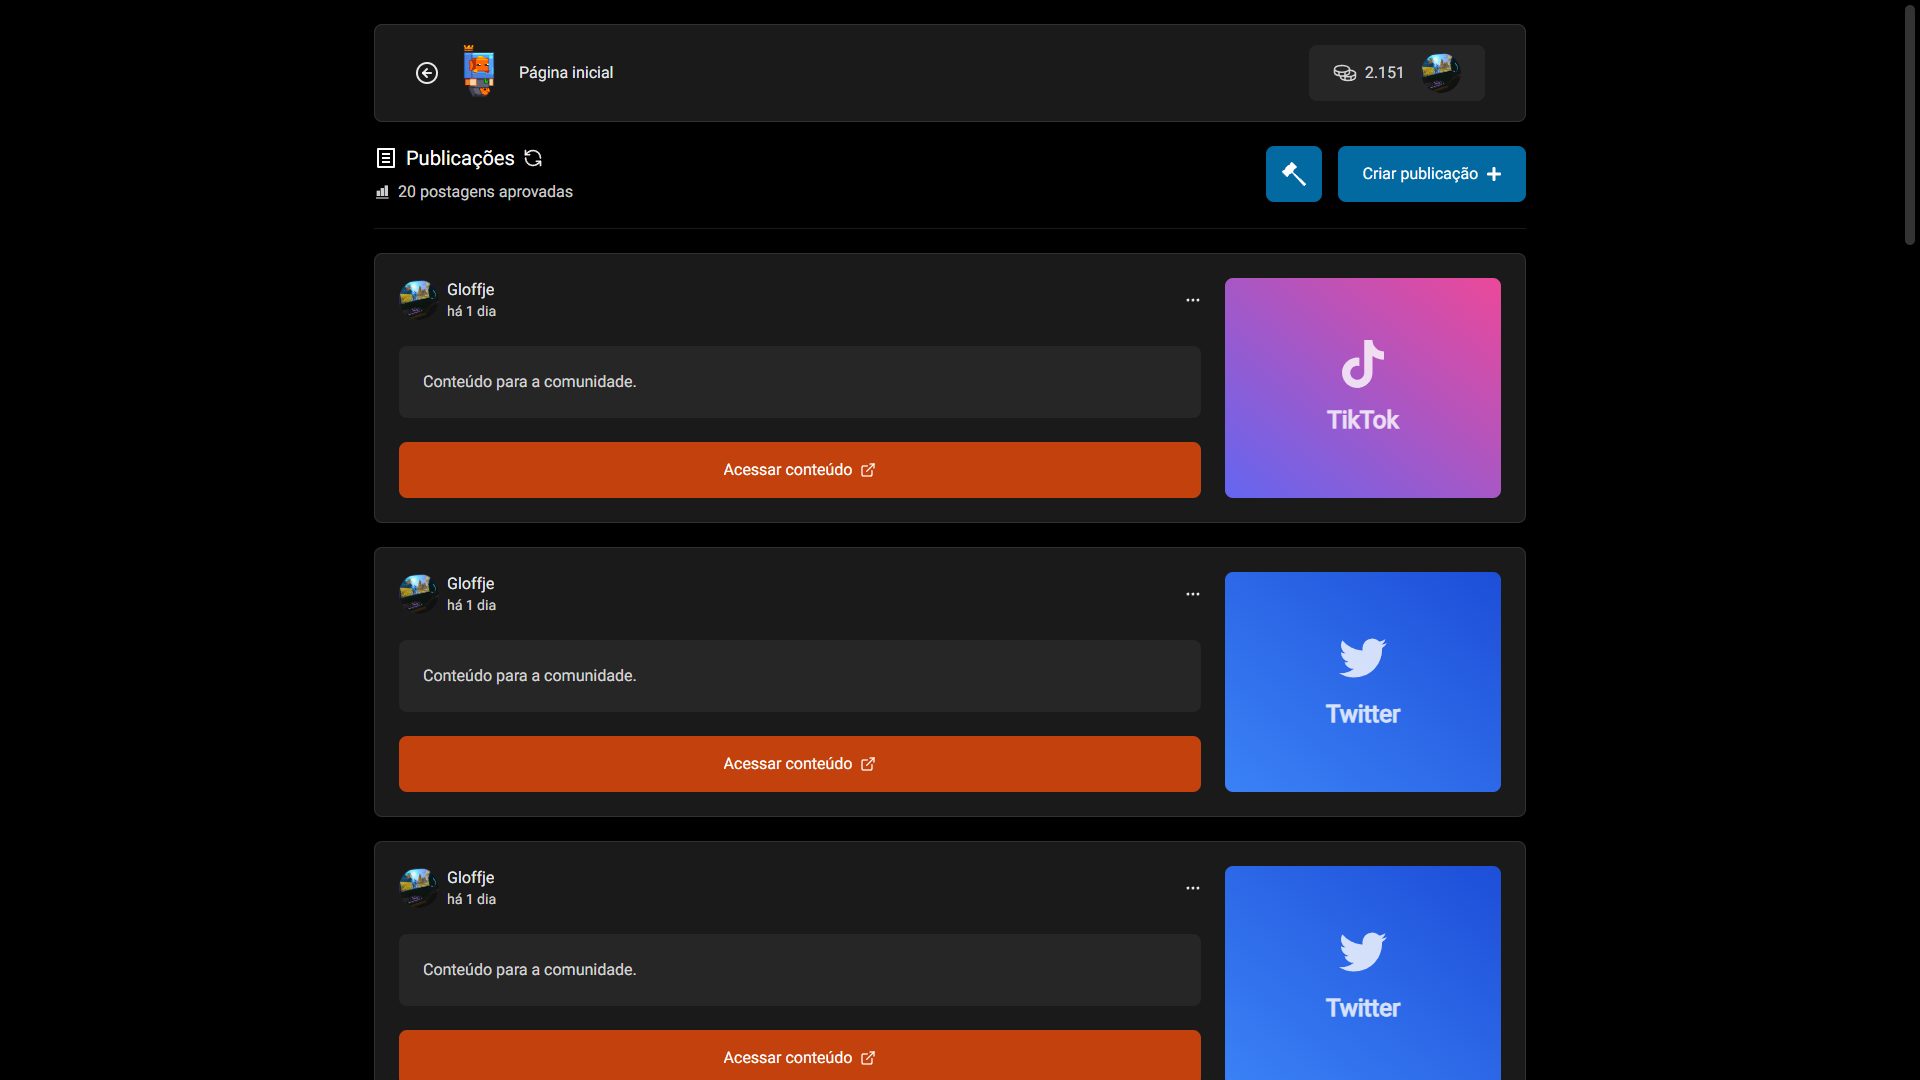 Página inicial
2.151
Publicações
20 postagens aprovadas
Criar publicação
Gloffje
há 1 dia
Conteúdo para a comunidade.
Acessar conteúdo
TikTok
Gloffje
há 1 dia
Conteúdo para a comunidade.
Acessar conteúdo
Twitter
Gloffje
há 1 dia
Conteúdo para a comunidade.
Acessar conteúdo
Twitter